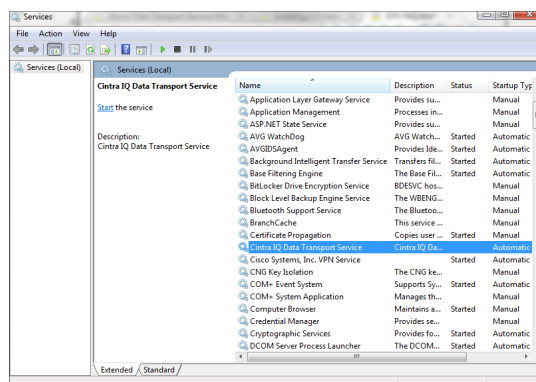 Services
File Action View Help
Services (Local)
Services (Local)
Cintra IQ Data Transport Service
Start the service
Description:
Cintra IQ Data Transport Service
Name Description Status Startup Typ
Application Layer Gateway Service Provides su... Manual
Application Management Processes in... Manual
ASP.NET State Service Provides su... Manual
AVG WatchDog AVG Watch... Started Automatic
AVGIDSAgent Provides Ide... Started Automatic
Background Intelligent Transfer Service Transfers fil... Started Automatic
Base Filtering Engine The Base Fil... Started Automatic
BitLocker Drive Encryption Service BDESVC hos... Manual
Block Level Backup Engine Service The WBENG... Manual
Bluetooth Support Service The Bluetoo... Manual
BranchCache This service ... Manual
Certificate Propagation Copies user ... Started Manual
Cintra IQ Data Transport Service Cintra IQ Da... Automatic
Cisco Systems, Inc. VPN Service Started Automatic
CNG Key Isolation The CNG ke... Manual
COM+ Event System Supports Sy... Started Automatic
COM+ System Application Manages th... Manual
Computer Browser Maintains a... Started Manual
Credential Manager Provides se... Manual
Cryptographic Services Provides fo... Started Automatic
DCOM Server Process Launcher The DCOM... Started Automatic
Extended Standard